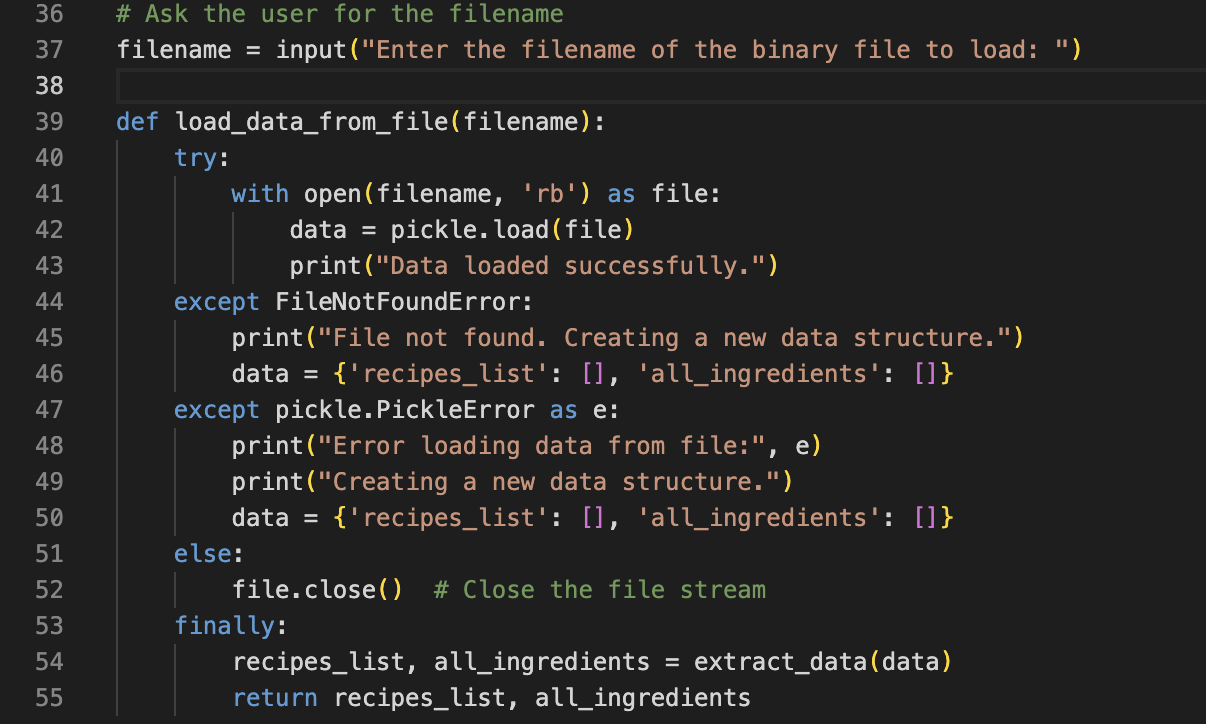 36 # Ask the user for the filename
37 filename = input("Enter the filename of the binary file to load: ")
38
39 def load_data_from_file(filename):
40     try:
41         with open(filename, 'rb') as file:
42             data = pickle.load(file)
43             print("Data loaded successfully.")
44     except FileNotFoundError:
45         print("File not found. Creating a new data structure.")
46         data = {'recipes_list': [], 'all_ingredients': []}
47     except pickle.PickleError as e:
48         print("Error loading data from file:", e)
49         print("Creating a new data structure.")
50         data = {'recipes_list': [], 'all_ingredients': []}
51     else:
52         file.close()  # Close the file stream
53     finally:
54         recipes_list, all_ingredients = extract_data(data)
55         return recipes_list, all_ingredients